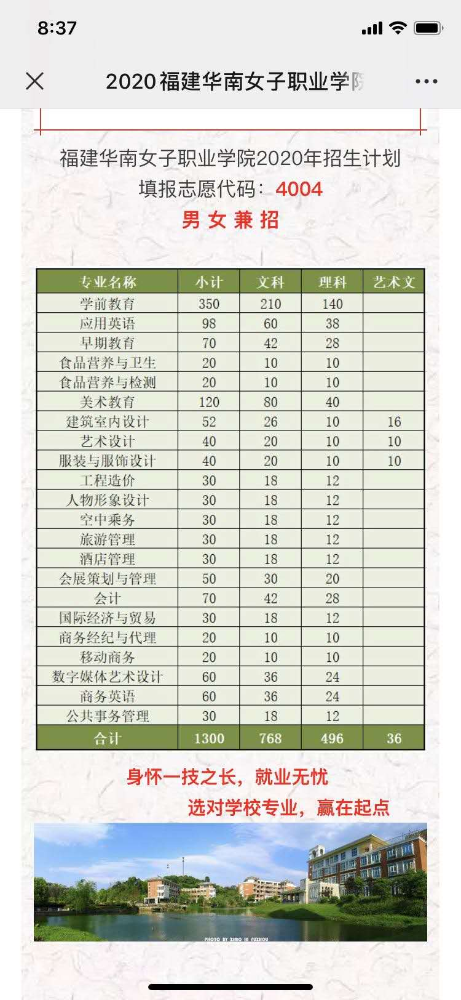 8:37
2020福建华南女子职业学院
福建华南女子职业学院2020年招生计划
填报志愿代码：4004
男女兼招
专业名称 小计 文科 理科 艺术文
学前教育 350 210 140
应用英语 98 60 38
早期教育 70 42 28
食品营养与卫生 20 10 10
食品营养与检测 20 10 10
美术教育 120 80 40
建筑室内设计 52 26 10 16
艺术设计 40 20 10 10
服装与服饰设计 40 20 10 10
工程造价 30 18 12
人物形象设计 30 18 12
空中乘务 30 18 12
旅游管理 30 18 12
酒店管理 30 18 12
会展策划与管理 50 30 20
会计 70 42 28
国际经济与贸易 30 18 12
商务经纪与代理 20 10 10
移动商务 20 10 10
数字媒体艺术设计 60 36 24
商务英语 60 36 24
公共事务管理 30 18 12
合计 1300 768 496 36
身怀一技之长，就业无忧
选对学校专业，赢在起点
PHOTO BY ZIMO IN FUZHOU